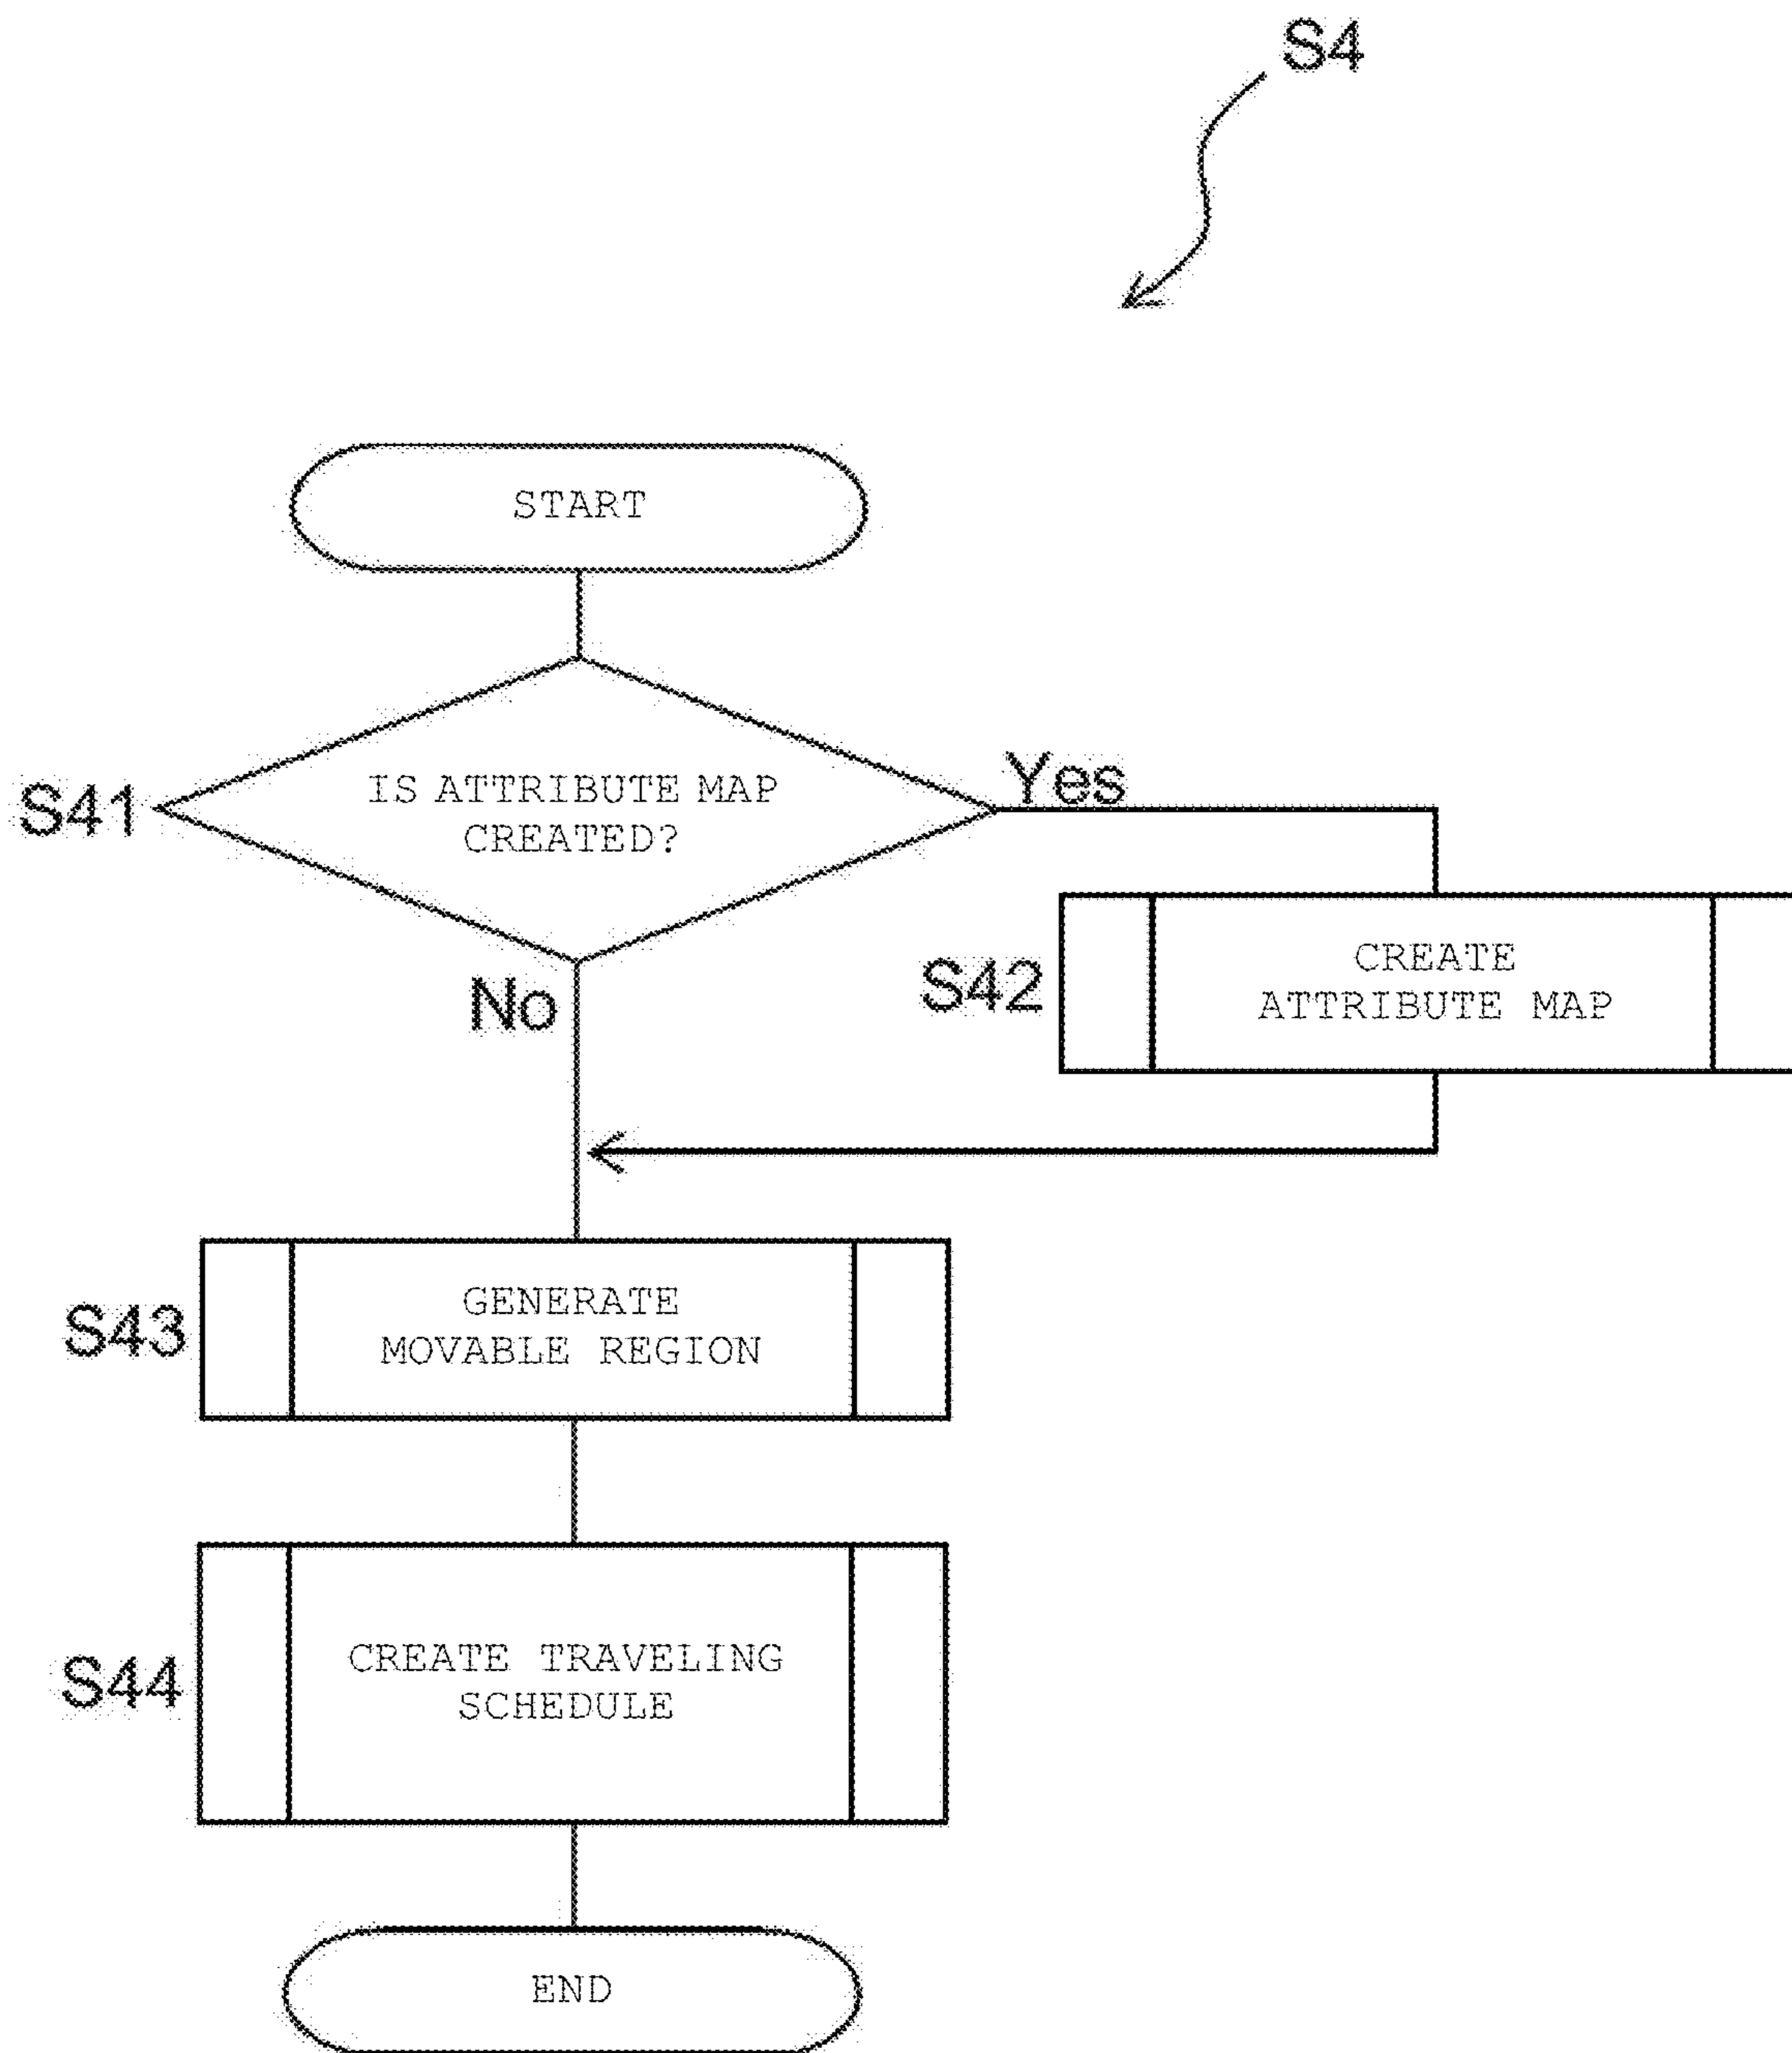 S4
START
S41
IS ATTRIBUTE MAP
CREATED?
Yes
No
S42
CREATE
ATTRIBUTE MAP
S43
GENERATE
MOVABLE REGION
S44
CREATE TRAVELING
SCHEDULE
END